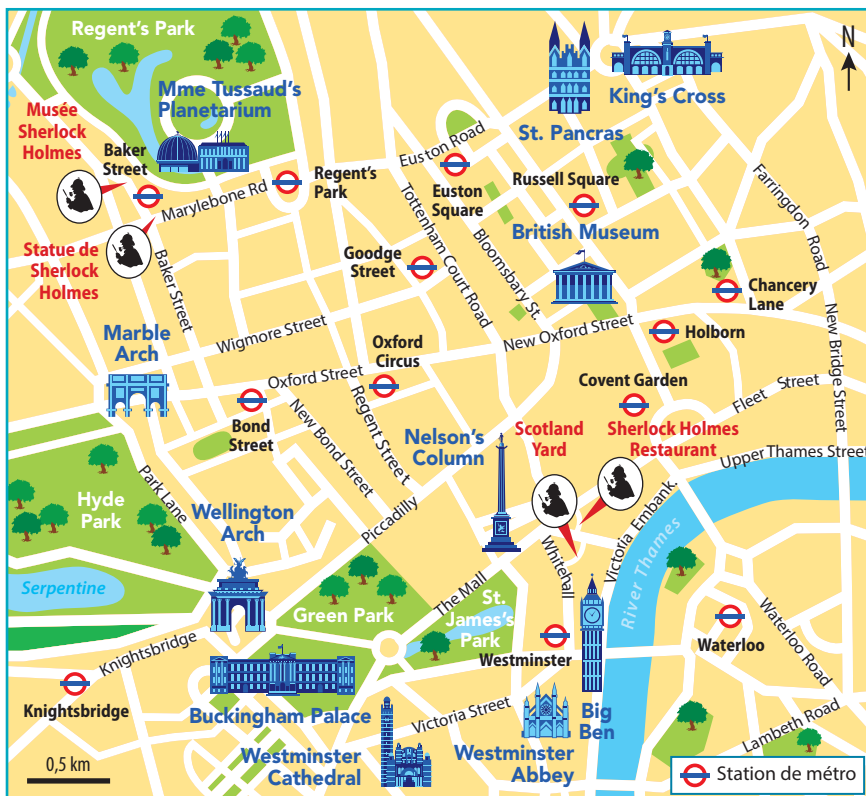 Regent's Park
N
Mme Tussaud's
Planetarium
King's Cross
St. Pancras
Musée
Sherlock
Holmes
Baker
Street
Euston Road
Regent's
Park
Euston
Square
Russell Square
Marylebone Rd
Farringdon Road
Statue de
Sherlock
Holmes
Baker Street
Goodge
Street
Tottenham Court Road
Bloomsbury St.
British Museum
Chancery
Lane
Wigmore Street
Marble
Arch
Oxford Street
Oxford
Circus
New Oxford Street
Holborn
New Bridge Street
Bond
Street
New Bond Street
Regent Street
Covent Garden
Fleet Street
Nelson's
Column
Scotland
Yard
Sherlock Holmes
Restaurant
Upper Thames Street
Hyde
Park
Park Lane
Wellington
Arch
Piccadilly
Whitehall
Victoria Embank.
River Thames
Serpentine
Green Park
The Mall
St.
James's
Park
Westminster
Waterloo
Waterloo Road
Knightsbridge
Knightsbridge
Buckingham Palace
Victoria Street
Big
Ben
Lambeth Road
Westminster
Cathedral
Westminster
Abbey
0,5 km
Station de métro